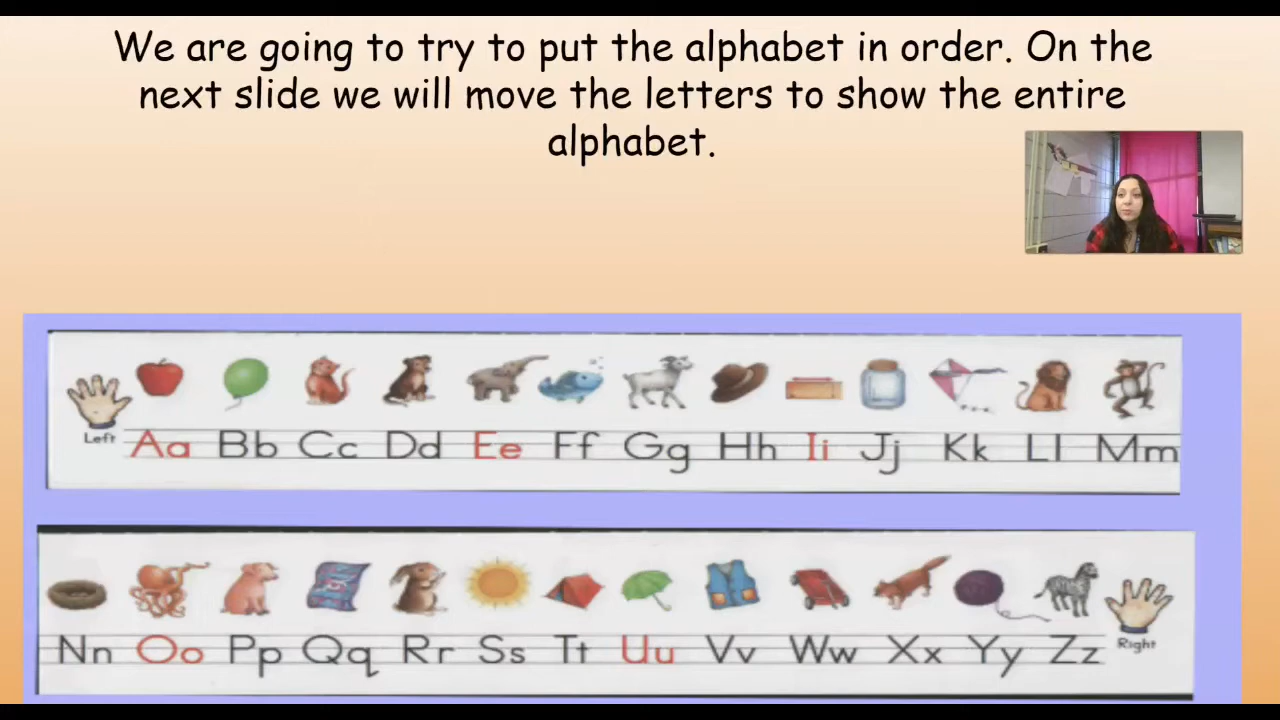 We are going to try to put the alphabet in order. On the
next slide we will move the letters to show the entire
alphabet.
Left Aa Bb Cc Dd Ee Ff Gg Hh Ii Jj Kk Ll Mm
Nn Oo Pp Qq Rr Ss Tt Uu Vv Ww Xx Yy Zz Right